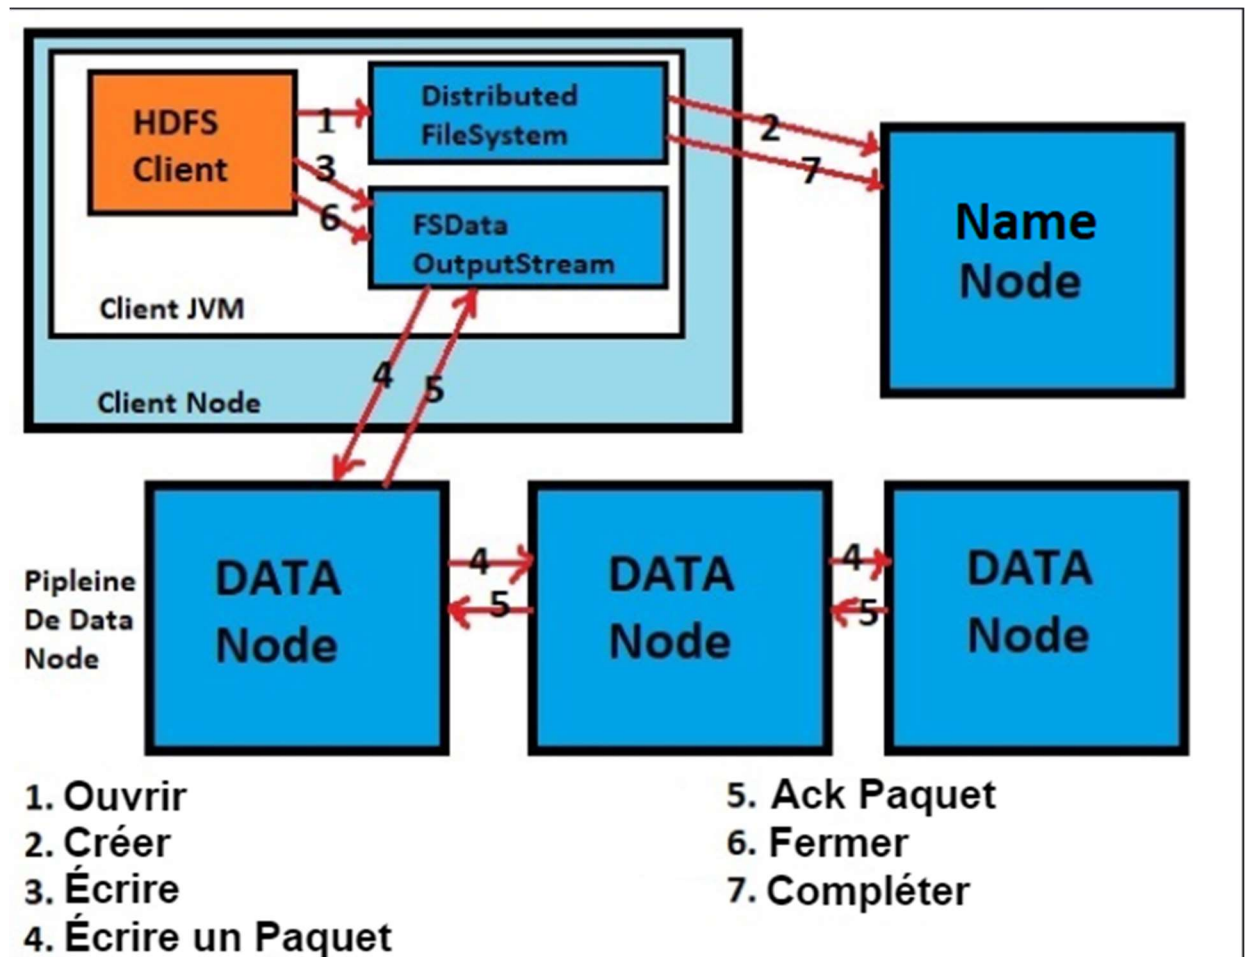 HDFS
Client
1
3
6
Distributed
FileSystem
FSData
OutputStream
2
7
Name
Node
Client JVM
4
5
Client Node
Pipleine
De Data
Node
DATA
Node
4
5
DATA
Node
4
5
DATA
Node
1. Ouvrir
2. Créer
3. Écrire
4. Écrire un Paquet
5. Ack Paquet
6. Fermer
7. Compléter